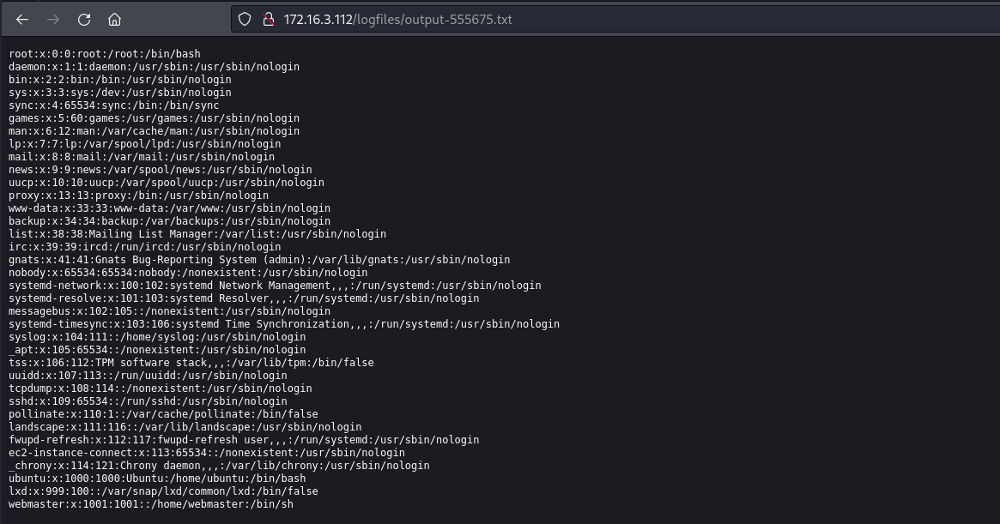 172.16.3.112/logfiles/output-555675.txt
root:x:0:0:root:/root:/bin/bash
daemon:x:1:1:daemon:/usr/sbin:/usr/sbin/nologin
bin:x:2:2:bin:/bin:/usr/sbin/nologin
sys:x:3:3:sys:/dev:/usr/sbin/nologin
sync:x:4:65534:sync:/bin:/bin/sync
games:x:5:60:games:/usr/games:/usr/sbin/nologin
man:x:6:12:man:/var/cache/man:/usr/sbin/nologin
lp:x:7:7:lp:/var/spool/lpd:/usr/sbin/nologin
mail:x:8:8:mail:/var/mail:/usr/sbin/nologin
news:x:9:9:news:/var/spool/news:/usr/sbin/nologin
uucp:x:10:10:uucp:/var/spool/uucp:/usr/sbin/nologin
proxy:x:13:13:proxy:/bin:/usr/sbin/nologin
www-data:x:33:33:www-data:/var/www:/usr/sbin/nologin
backup:x:34:34:backup:/var/backups:/usr/sbin/nologin
list:x:38:38:Mailing List Manager:/var/list:/usr/sbin/nologin
irc:x:39:39:ircd:/run/ircd:/usr/sbin/nologin
gnats:x:41:41:Gnats Bug-Reporting System (admin):/var/lib/gnats:/usr/sbin/nologin
nobody:x:65534:65534:nobody:/nonexistent:/usr/sbin/nologin
systemd-network:x:100:102:systemd Network Management,,,:/run/systemd:/usr/sbin/nologin
systemd-resolve:x:101:103:systemd Resolver,,,:/run/systemd:/usr/sbin/nologin
messagebus:x:102:105::/nonexistent:/usr/sbin/nologin
systemd-timesync:x:103:106:systemd Time Synchronization,,,:/run/systemd:/usr/sbin/nologin
syslog:x:104:111::/home/syslog:/usr/sbin/nologin
_apt:x:105:65534::/nonexistent:/usr/sbin/nologin
tss:x:106:112:TPM software stack,,,:/var/lib/tpm:/bin/false
uuidd:x:107:113::/run/uuidd:/usr/sbin/nologin
tcpdump:x:108:114::/nonexistent:/usr/sbin/nologin
sshd:x:109:65534::/run/sshd:/usr/sbin/nologin
pollinate:x:110:1::/var/cache/pollinate:/bin/false
landscape:x:111:116::/var/lib/landscape:/usr/sbin/nologin
fwupd-refresh:x:112:117:fwupd-refresh user,,,:/run/systemd:/usr/sbin/nologin
ec2-instance-connect:x:113:65534::/nonexistent:/usr/sbin/nologin
_chrony:x:114:121:Chrony daemon,,,:/var/lib/chrony:/usr/sbin/nologin
ubuntu:x:1000:1000:Ubuntu:/home/ubuntu:/bin/bash
lxd:x:999:100::/var/snap/lxd/common/lxd:/bin/false
webmaster:x:1001:1001::/home/webmaster:/bin/sh